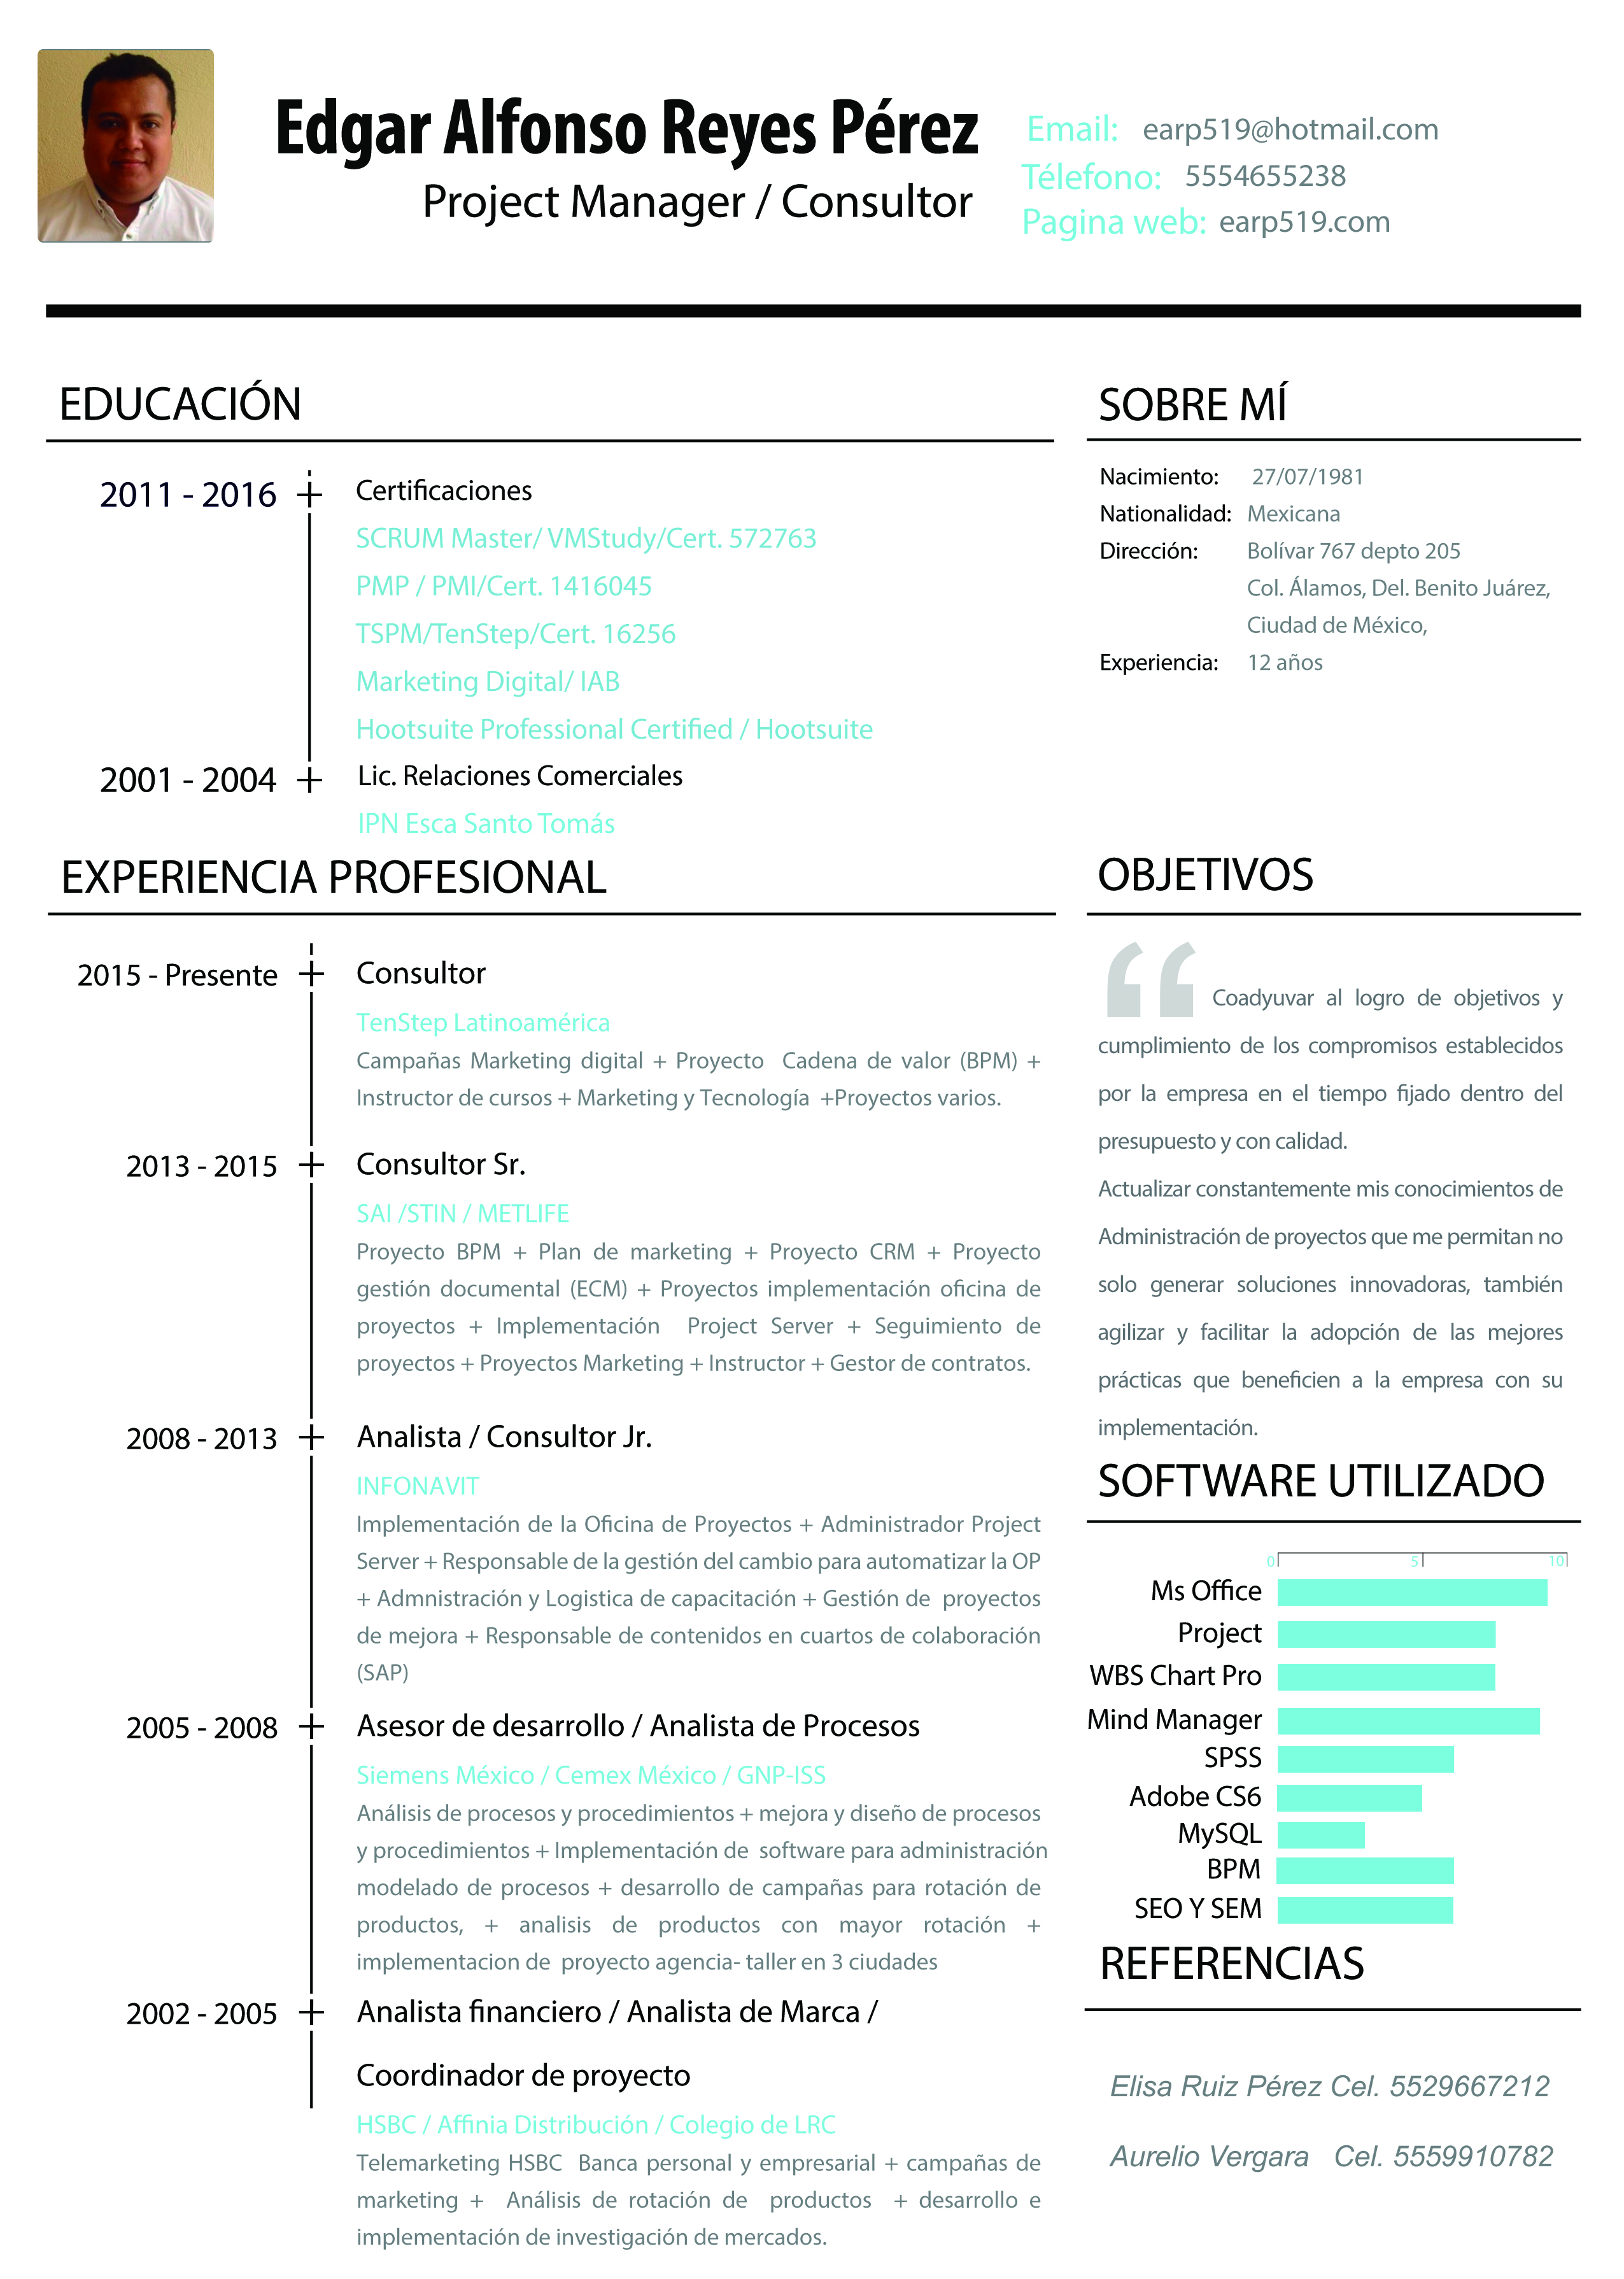 Edgar Alfonso Reyes Pérez
Project Manager / Consultor
Email: earp519@hotmail.com
Télefono: 5554655238
Pagina web: earp519.com
EDUCACIÓN
2011 - 2016
Certificaciones
SCRUM Master/ VMStudy/Cert. 572763
PMP / PMI/Cert. 1416045
TSPM/TenStep/Cert. 16256
Marketing Digital/ IAB
Hootsuite Professional Certified / Hootsuite
2001 - 2004
Lic. Relaciones Comerciales
IPN Esca Santo Tomás
SOBRE MÍ
Nacimiento: 27/07/1981
Nationalidad: Mexicana
Dirección: Bolívar 767 depto 205
Col. Álamos, Del. Benito Juárez,
Ciudad de México,
Experiencia: 12 años
EXPERIENCIA PROFESIONAL
2015 - Presente
Consultor
TenStep Latinoamérica
Campañas Marketing digital + Proyecto Cadena de valor (BPM) +
Instructor de cursos + Marketing y Tecnología +Proyectos varios.
2013 - 2015
Consultor Sr.
SAI /STIN / METLIFE
Proyecto BPM + Plan de marketing + Proyecto CRM + Proyecto
gestión documental (ECM) + Proyectos implementación oficina de
proyectos + Implementación Project Server + Seguimiento de
proyectos + Proyectos Marketing + Instructor + Gestor de contratos.
2008 - 2013
Analista / Consultor Jr.
INFONAVIT
Implementación de la Oficina de Proyectos + Administrador Project
Server + Responsable de la gestión del cambio para automatizar la OP
+ Admnistración y Logistica de capacitación + Gestión de proyectos
de mejora + Responsable de contenidos en cuartos de colaboración
(SAP)
2005 - 2008
Asesor de desarrollo / Analista de Procesos
Siemens México / Cemex México / GNP-ISS
Análisis de procesos y procedimientos + mejora y diseño de procesos
y procedimientos + Implementación de software para administración
modelado de procesos + desarrollo de campañas para rotación de
productos, + analisis de productos con mayor rotación +
implementacion de proyecto agencia- taller en 3 ciudades
2002 - 2005
Analista financiero / Analista de Marca /
Coordinador de proyecto
HSBC / Affinia Distribución / Colegio de LRC
Telemarketing HSBC Banca personal y empresarial + campañas de
marketing + Análisis de rotación de productos + desarrollo e
implementación de investigación de mercados.
OBJETIVOS
“ Coadyuvar al logro de objetivos y
cumplimiento de los compromisos establecidos
por la empresa en el tiempo fijado dentro del
presupuesto y con calidad.
Actualizar constantemente mis conocimientos de
Administración de proyectos que me permitan no
solo generar soluciones innovadoras, también
agilizar y facilitar la adopción de las mejores
prácticas que beneficien a la empresa con su
implementación.
SOFTWARE UTILIZADO
0 5 10
Ms Office
Project
WBS Chart Pro
Mind Manager
SPSS
Adobe CS6
MySQL
BPM
SEO Y SEM
REFERENCIAS
Elisa Ruiz Pérez Cel. 5529667212
Aurelio Vergara Cel. 5559910782